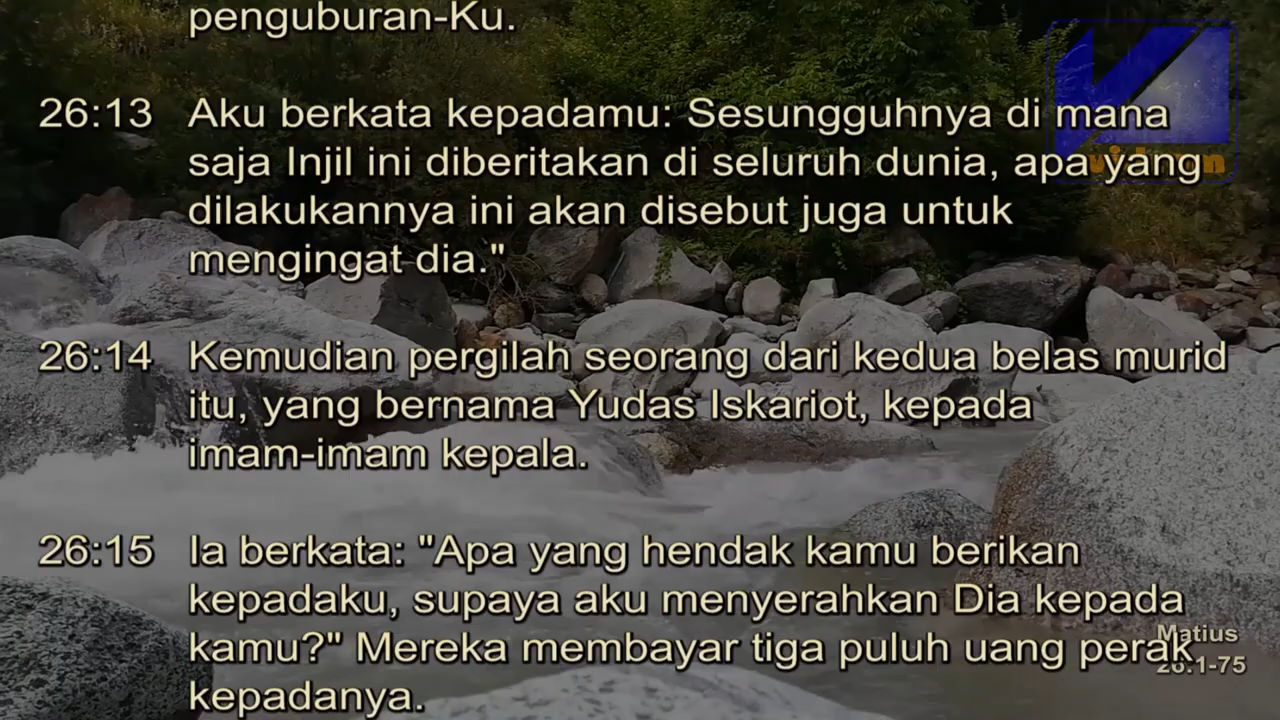 penguburan-Ku.
26:13 Aku berkata kepadamu: Sesungguhnya di mana
saja Injil ini diberitakan di seluruh dunia, apa yang
dilakukannya ini akan disebut juga untuk
mengingat dia."
26:14 Kemudian pergilah seorang dari kedua belas murid
itu, yang bernama Yudas Iskariot, kepada
imam-imam kepala.
26:15 Ia berkata: "Apa yang hendak kamu berikan
kepadaku, supaya aku menyerahkan Dia kepada
kamu?" Mereka membayar tiga puluh uang perak
kepadanya.
Matius
26:1-75